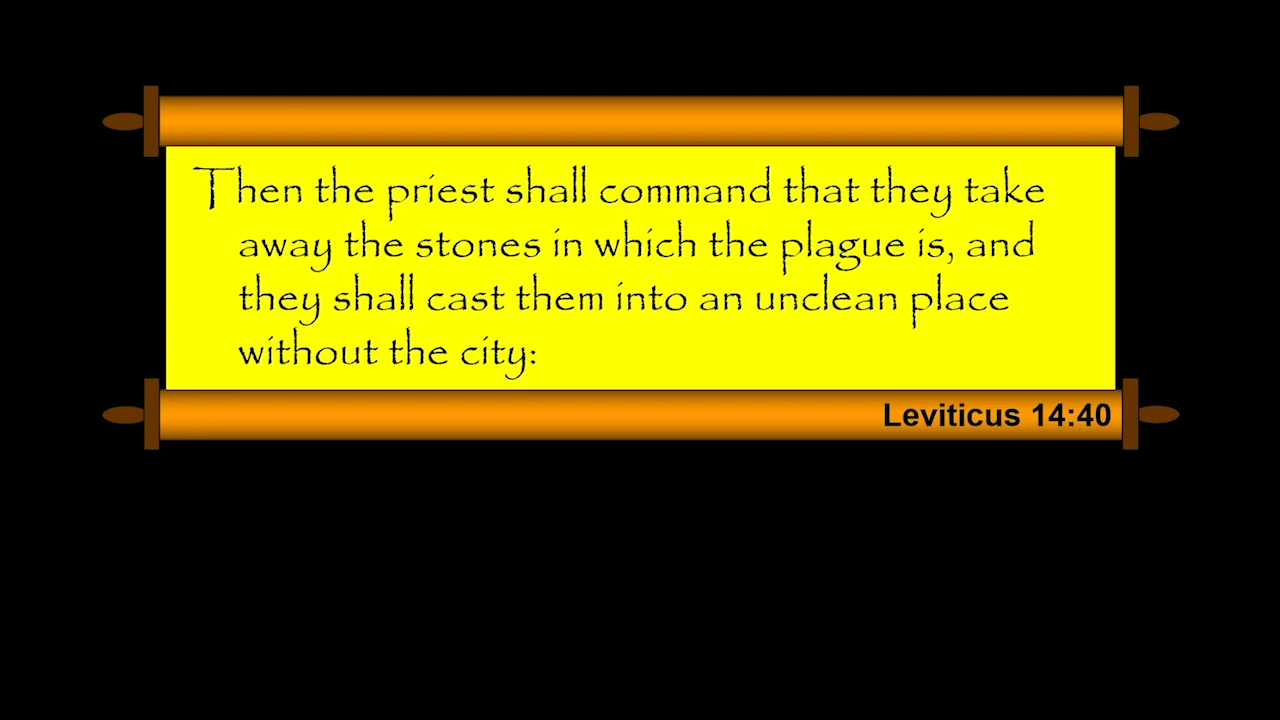 Then the priest shall command that they take
away the stones in which the plague is, and
they shall cast them into an unclean place
without the city:
Leviticus 14:40